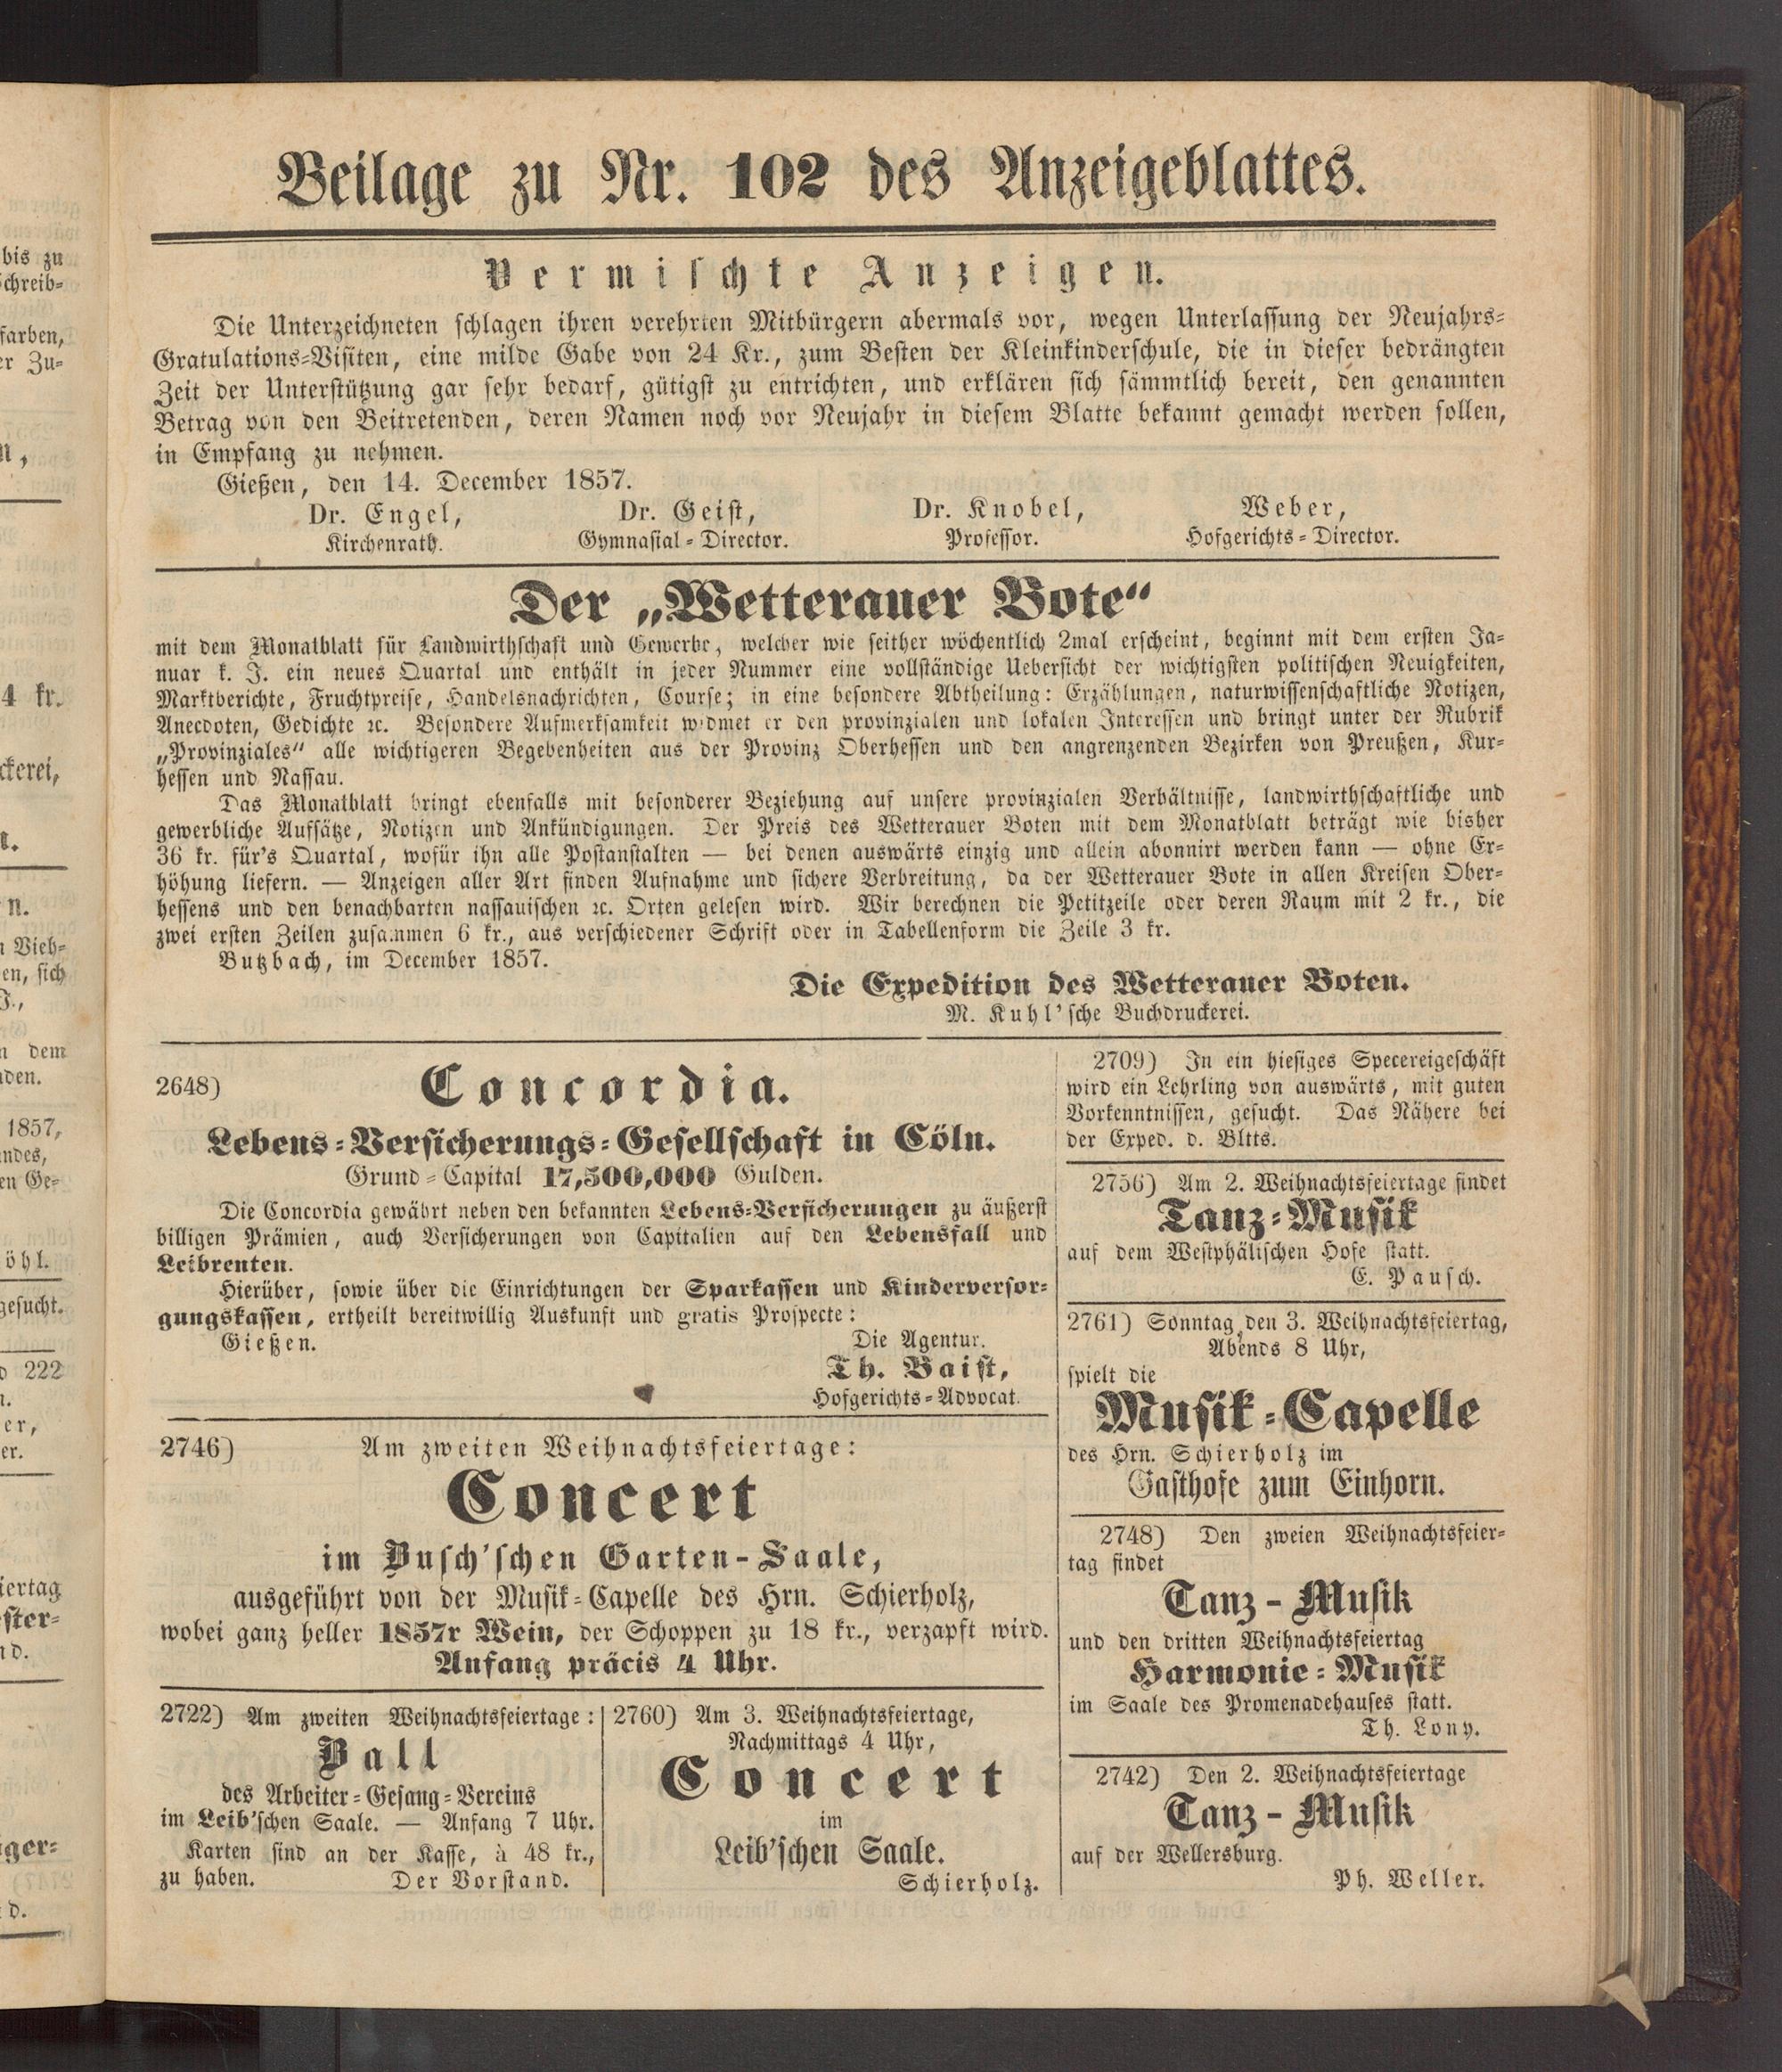 Beilage zu Nr. 102 des Anzeigeblattes.
Vermischte Anzeigen.
Die Unterzeichneten schlagen ihren verehrten Mitbürgern abermals vor, wegen Unterlassung der Neujahrs-
Gratulations-Visiten, eine milde Gabe von 24 Kr., zum Besten der Kleinkinderschule, die in dieser bedrängten
Zeit der Unterstützung gar sehr bedarf, gütigst zu entrichten, und erklären sich sämmtlich bereit, den genannten
Betrag von den Beitretenden, deren Namen noch vor Neujahr in diesem Blatte bekannt gemacht werden sollen,
in Empfang zu nehmen.
Gießen, den 14. December 1857.
Dr. Engel, Dr. Geist, Dr. Knobel, Weber,
Kirchenrath. Gymnasial-Director. Professor. Hofgerichts-Director.
Der „Wetterauer Bote“
mit dem Monatblatt für Landwirthschaft und Gewerbe, welcher wie seither wöchentlich 2mal erscheint, beginnt mit dem ersten Ja-
nuar k. J. ein neues Quartal und enthält in jeder Nummer eine vollständige Uebersicht der wichtigsten politischen Neuigkeiten,
Marktberichte, Fruchtpreise, Handelsnachrichten, Course; in eine besondere Abtheilung: Erzählungen, naturwissenschaftliche Notizen,
Anecdoten, Gedichte ꝛc. Besondere Aufmerksamkeit widmet er den provinzialen und lokalen Interessen und bringt unter der Rubrik
„Provinziales“ alle wichtigeren Begebenheiten aus der Provinz Oberhessen und den angrenzenden Bezirken von Preußen, Kur-
hessen und Nassau.
Das Monatblatt bringt ebenfalls mit besonderer Beziehung auf unsere provinzialen Verhältnisse, landwirthschaftliche und
gewerbliche Aufsätze, Notizen und Ankündigungen. Der Preis des Wetterauer Boten mit dem Monatblatt beträgt wie bisher
36 kr. für's Quartal, wofür ihn alle Postanstalten — bei denen auswärts einzig und allein abonnirt werden kann — ohne Er-
höhung liefern. — Anzeigen aller Art finden Aufnahme und sichere Verbreitung, da der Wetterauer Bote in allen Kreisen Ober-
hessens und den benachbarten nassauischen ꝛc. Orten gelesen wird. Wir berechnen die Petitzeile oder deren Raum mit 2 kr., die
zwei ersten Zeilen zusammen 6 kr., aus verschiedener Schrift oder in Tabellenform die Zeile 3 kr.
Butzbach, im December 1857.
Die Expedition des Wetterauer Boten.
M. Kuhl'sche Buchdruckerei.
2648) Concordia.
Lebens-Versicherungs-Gesellschaft in Cöln.
Grund-Capital 17,500,000 Gulden.
Die Concordia gewährt neben den bekannten Lebens-Versicherungen zu äußerst
billigen Prämien, auch Versicherungen von Capitalien auf den Lebensfall und
Leibrenten.
Hierüber, sowie über die Einrichtungen der Sparkassen und Kinderversor-
gungskassen, ertheilt bereitwillig Auskunft und gratis Prospecte:
Gießen. Die Agentur.
Th. Baist,
Hofgerichts-Advocat.
2746) Am zweiten Weihnachtsfeiertage:
Concert
im Busch'schen Garten-Saale,
ausgeführt von der Musik-Capelle des Hrn. Schierholz,
wobei ganz heller 1857r Wein, der Schoppen zu 18 kr., verzapft wird.
Anfang präcis 4 Uhr.
2722) Am zweiten Weihnachtsfeiertage:
Ball
des Arbeiter-Gesang-Vereins
im Leib'schen Saale. — Anfang 7 Uhr.
Karten sind an der Kasse, à 48 kr.,
zu haben. Der Vorstand.
2760) Am 3. Weihnachtsfeiertage,
Nachmittags 4 Uhr,
Concert
im
Leib'schen Saale.
Schierholz.
2709) In ein hiesiges Specereigeschäft
wird ein Lehrling von auswärts, mit guten
Vorkenntnissen, gesucht. Das Nähere bei
der Exped. d. Bltts.
2756) Am 2. Weihnachtsfeiertage findet
Tanz-Musik
auf dem Westphälischen Hofe statt.
E. Pausch.
2761) Sonntag, den 3. Weihnachtsfeiertag,
Abends 8 Uhr,
spielt die
Musik-Capelle
des Hrn. Schierholz im
Gasthofe zum Einhorn.
2748) Den zweien Weihnachtsfeier-
tag findet
Tanz-Musik
und den dritten Weihnachtsfeiertag
Harmonie-Musik
im Saale des Promenadehauses statt.
Th. Lony.
2742) Den 2. Weihnachtsfeiertage
Tanz-Musik
auf der Wellersburg.
Ph. Weller.